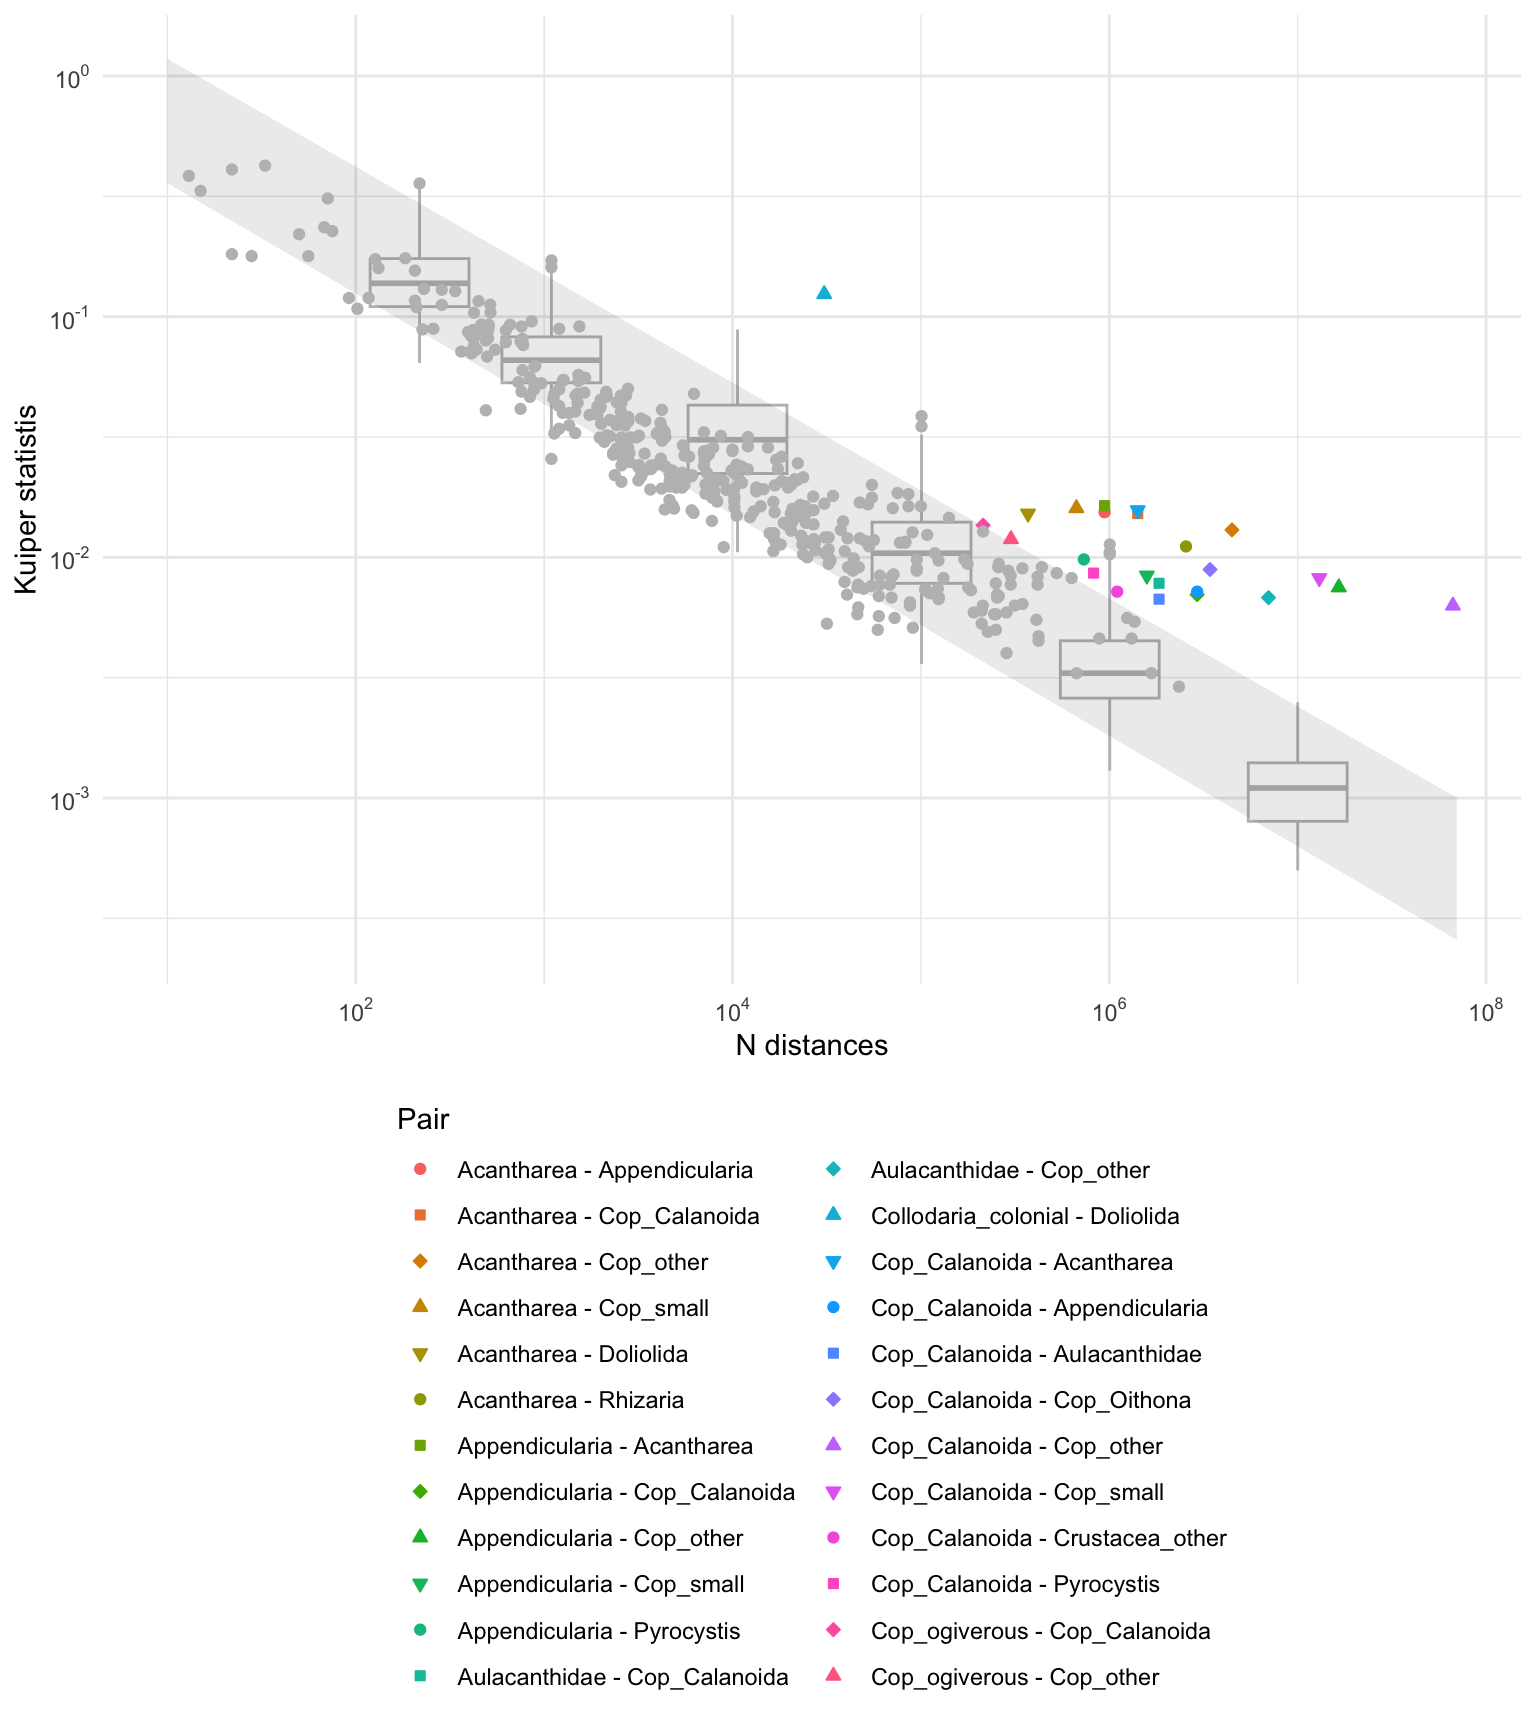 Kuiper statistis
10^0
10^-1
10^-2
10^-3
10^2
10^4
10^6
10^8
N distances
Pair
Acantharea - Appendicularia
Acantharea - Cop_Calanoida
Acantharea - Cop_other
Acantharea - Cop_small
Acantharea - Doliolida
Acantharea - Rhizaria
Appendicularia - Acantharea
Appendicularia - Cop_Calanoida
Appendicularia - Cop_other
Appendicularia - Cop_small
Appendicularia - Pyrocystis
Aulacanthidae - Cop_Calanoida
Aulacanthidae - Cop_other
Collodaria_colonial - Doliolida
Cop_Calanoida - Acantharea
Cop_Calanoida - Appendicularia
Cop_Calanoida - Aulacanthidae
Cop_Calanoida - Cop_Oithona
Cop_Calanoida - Cop_other
Cop_Calanoida - Cop_small
Cop_Calanoida - Crustacea_other
Cop_Calanoida - Pyrocystis
Cop_ogiverous - Cop_Calanoida
Cop_ogiverous - Cop_other